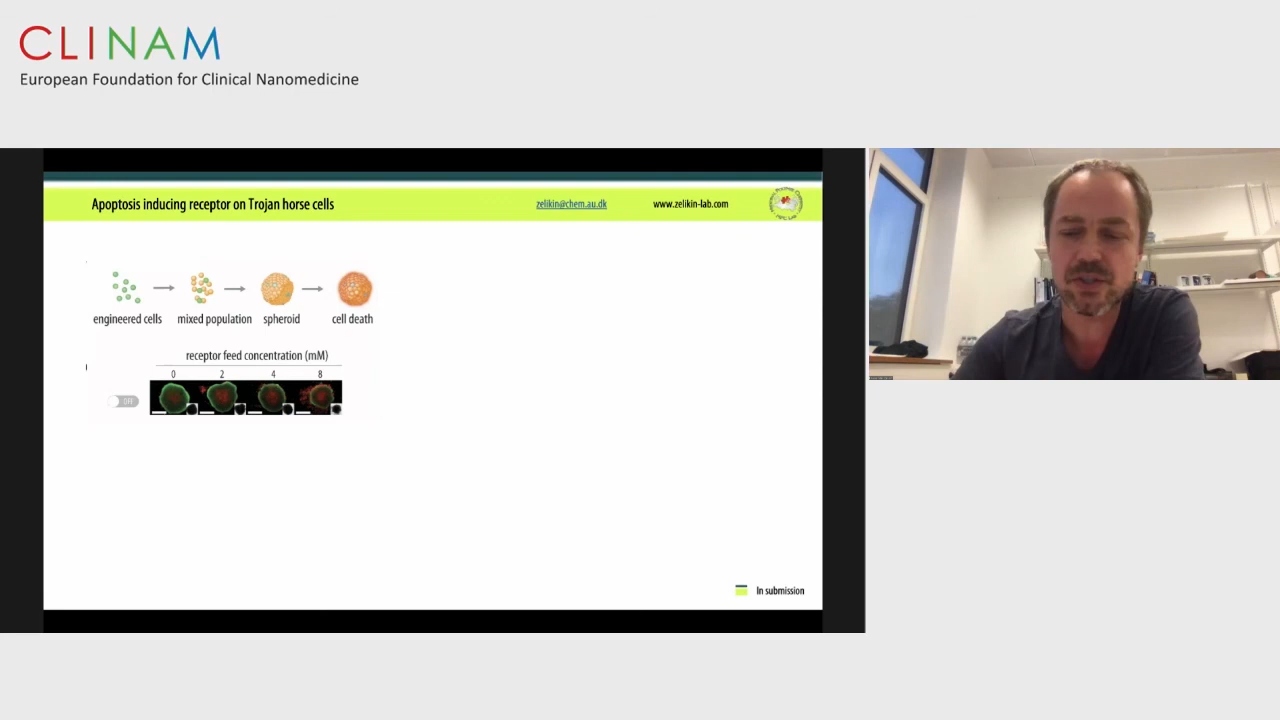 CLINAM
European Foundation for Clinical Nanomedicine
Apoptosis inducing receptor on Trojan horse cells
zelikin@chem.au.dk
www.zelikin-lab.com
engineered cells
mixed population
spheroid
cell death
receptor feed concentration (mM)
0 2 4 8
OFF
In submission